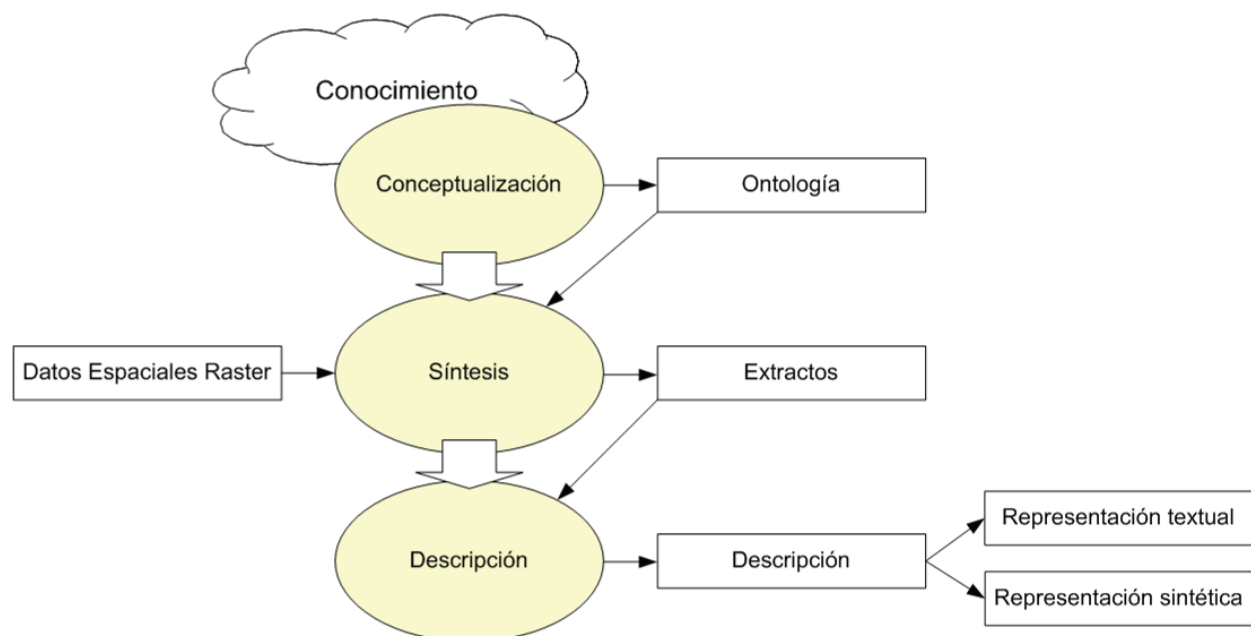 Conocimiento
Conceptualización
Ontología
Datos Espaciales Raster
Síntesis
Extractos
Descripción
Descripción
Representación textual
Representación sintética